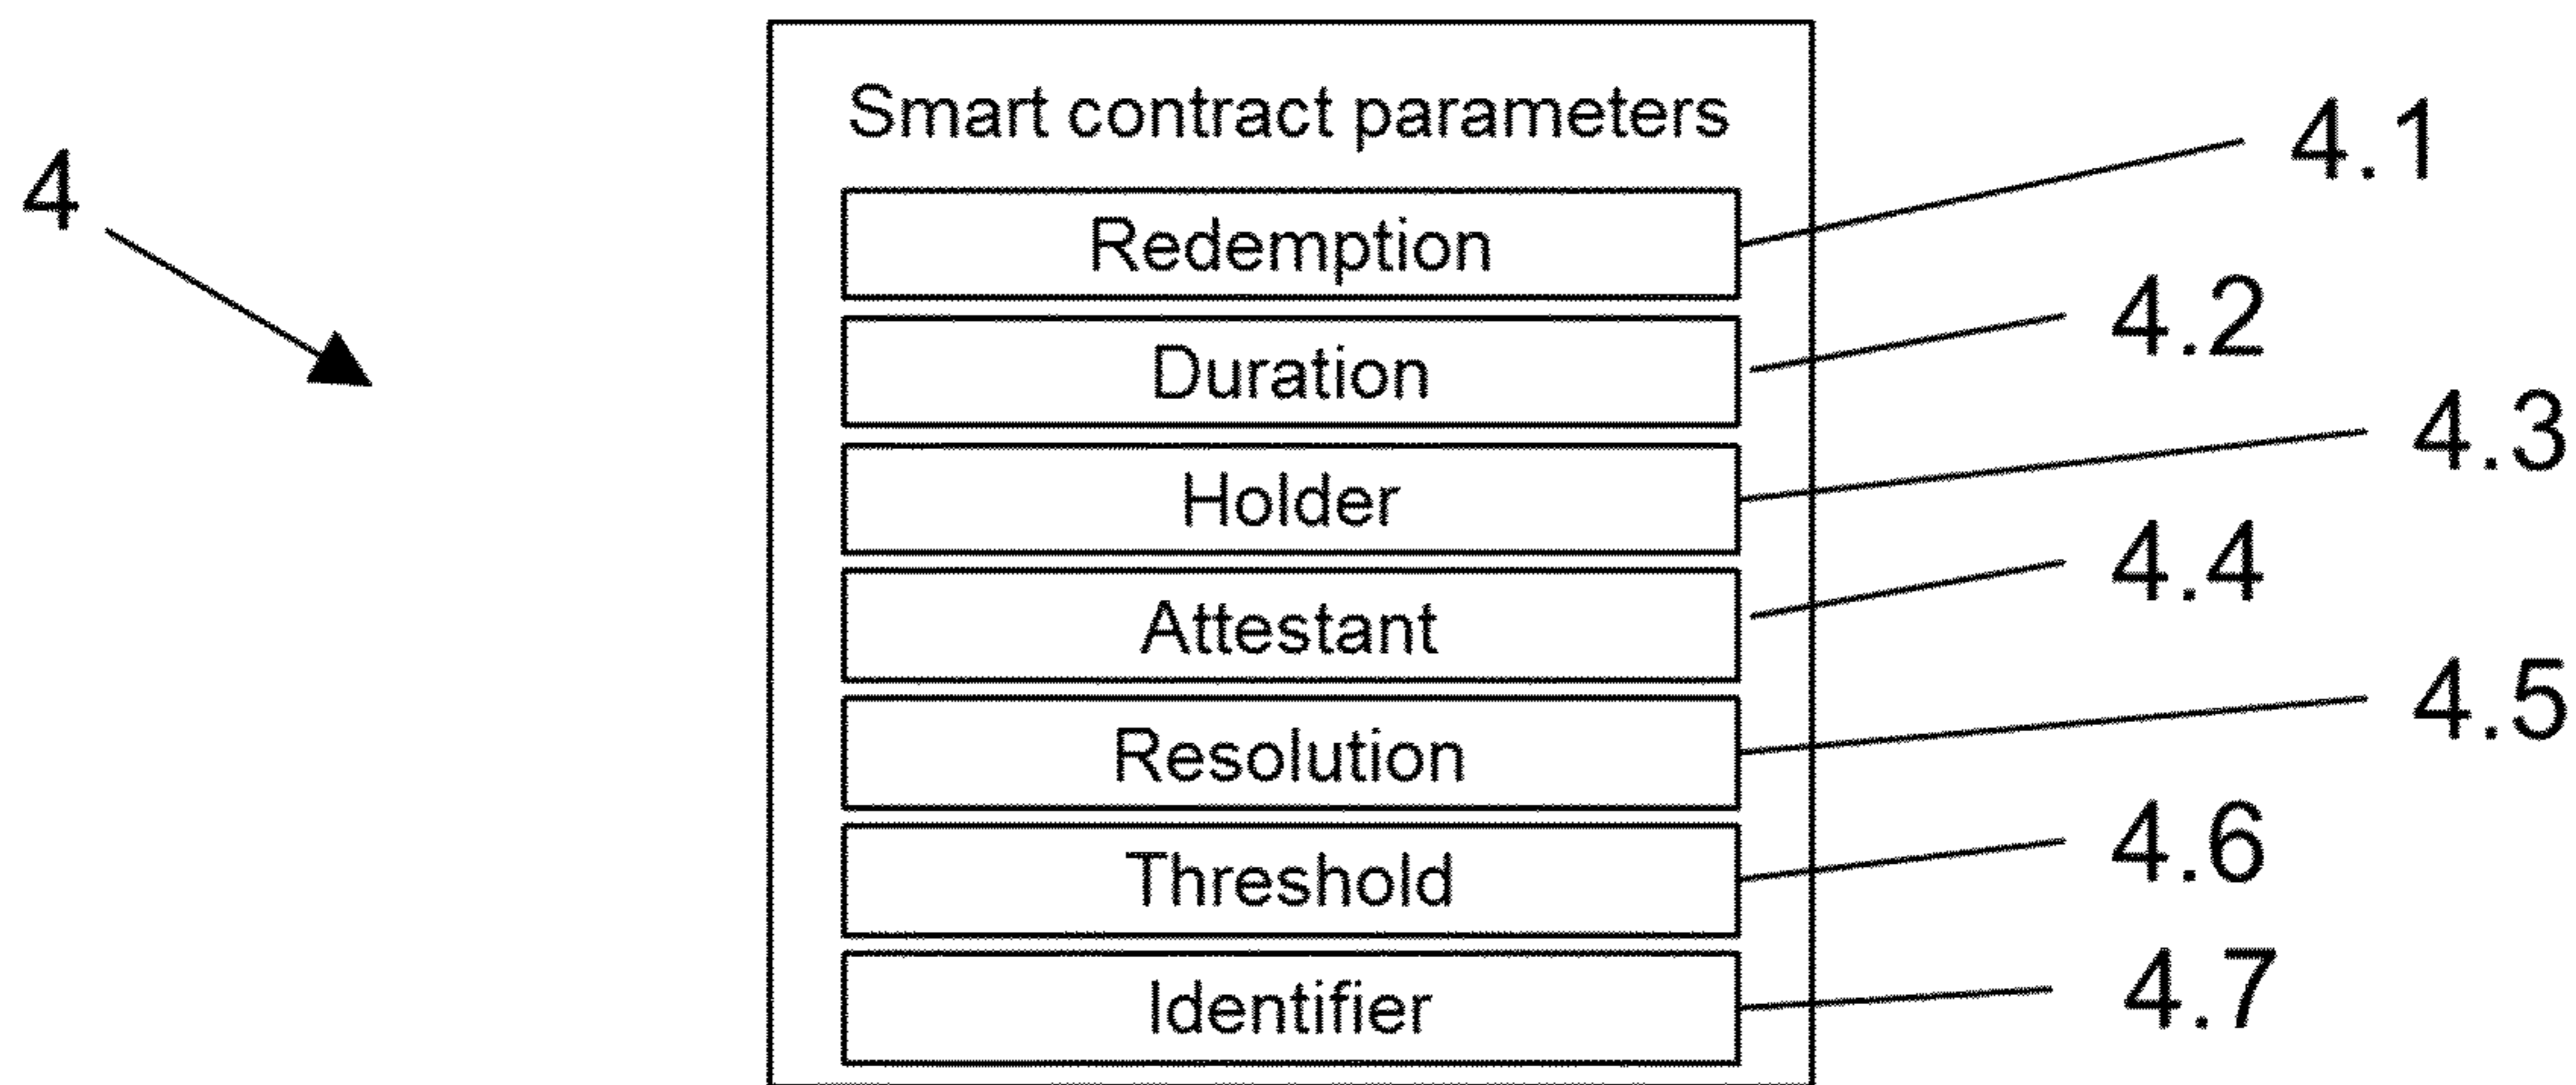 Smart contract parameters
4
4.1
Redemption
4.2
Duration
4.3
Holder
4.4
Attestant
4.5
Resolution
4.6
Threshold
4.7
Identifier